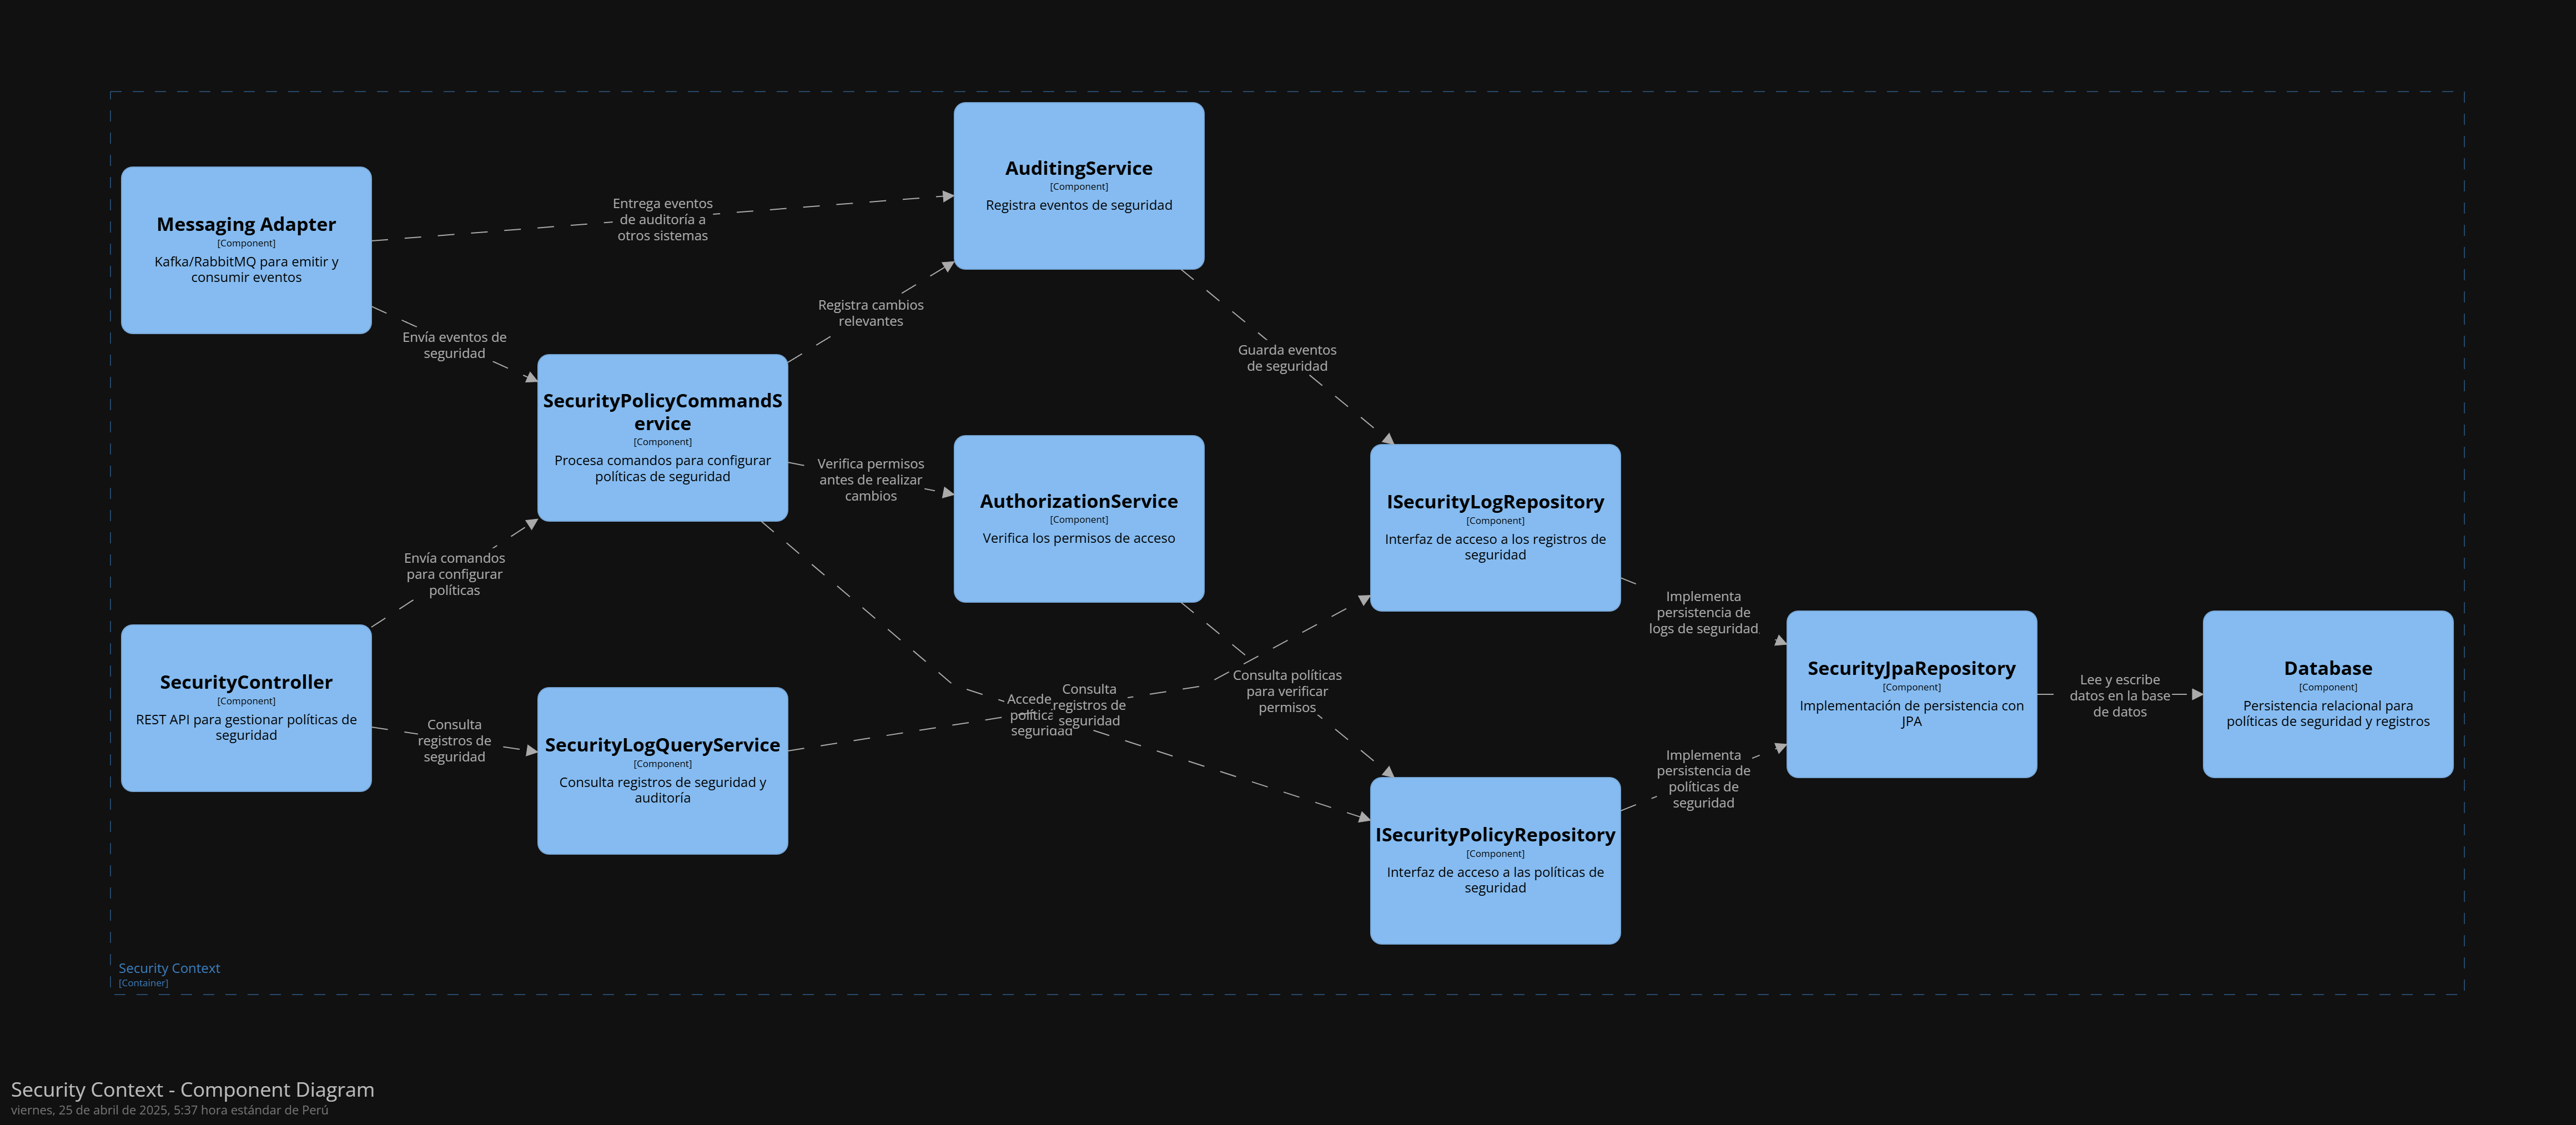 AuditingService
[Component]
Registra eventos de seguridad
Messaging Adapter
[Component]
Kafka/RabbitMQ para emitir y
consumir eventos
Entrega eventos
de auditoría a
otros sistemas
Envía eventos de
seguridad
Registra cambios
relevantes
Guarda eventos
de seguridad
SecurityPolicyCommandS
ervice
[Component]
Procesa comandos para configurar
políticas de seguridad
Verifica permisos
antes de realizar
cambios
AuthorizationService
[Component]
Verifica los permisos de acceso
ISecurityLogRepository
[Component]
Interfaz de acceso a los registros de
seguridad
Envía comandos
para configurar
políticas
Implementa
persistencia de
logs de seguridad
SecurityController
[Component]
REST API para gestionar políticas de
seguridad
Consulta
registros de
seguridad
SecurityLogQueryService
[Component]
Consulta registros de seguridad y
auditoría
Accede
seguridad
Consulta
registros de
seguridad
Consulta políticas
para verificar
permisos
SecurityJpaRepository
[Component]
Implementación de persistencia con
JPA
Lee y escribe
datos en la base
de datos
Database
[Component]
Persistencia relacional para
políticas de seguridad y registros
Implementa
persistencia de
políticas de
seguridad
ISecurityPolicyRepository
[Component]
Interfaz de acceso a las políticas de
seguridad
Security Context
[Container]
Security Context - Component Diagram
viernes, 25 de abril de 2025, 5:37 hora estándar de Perú